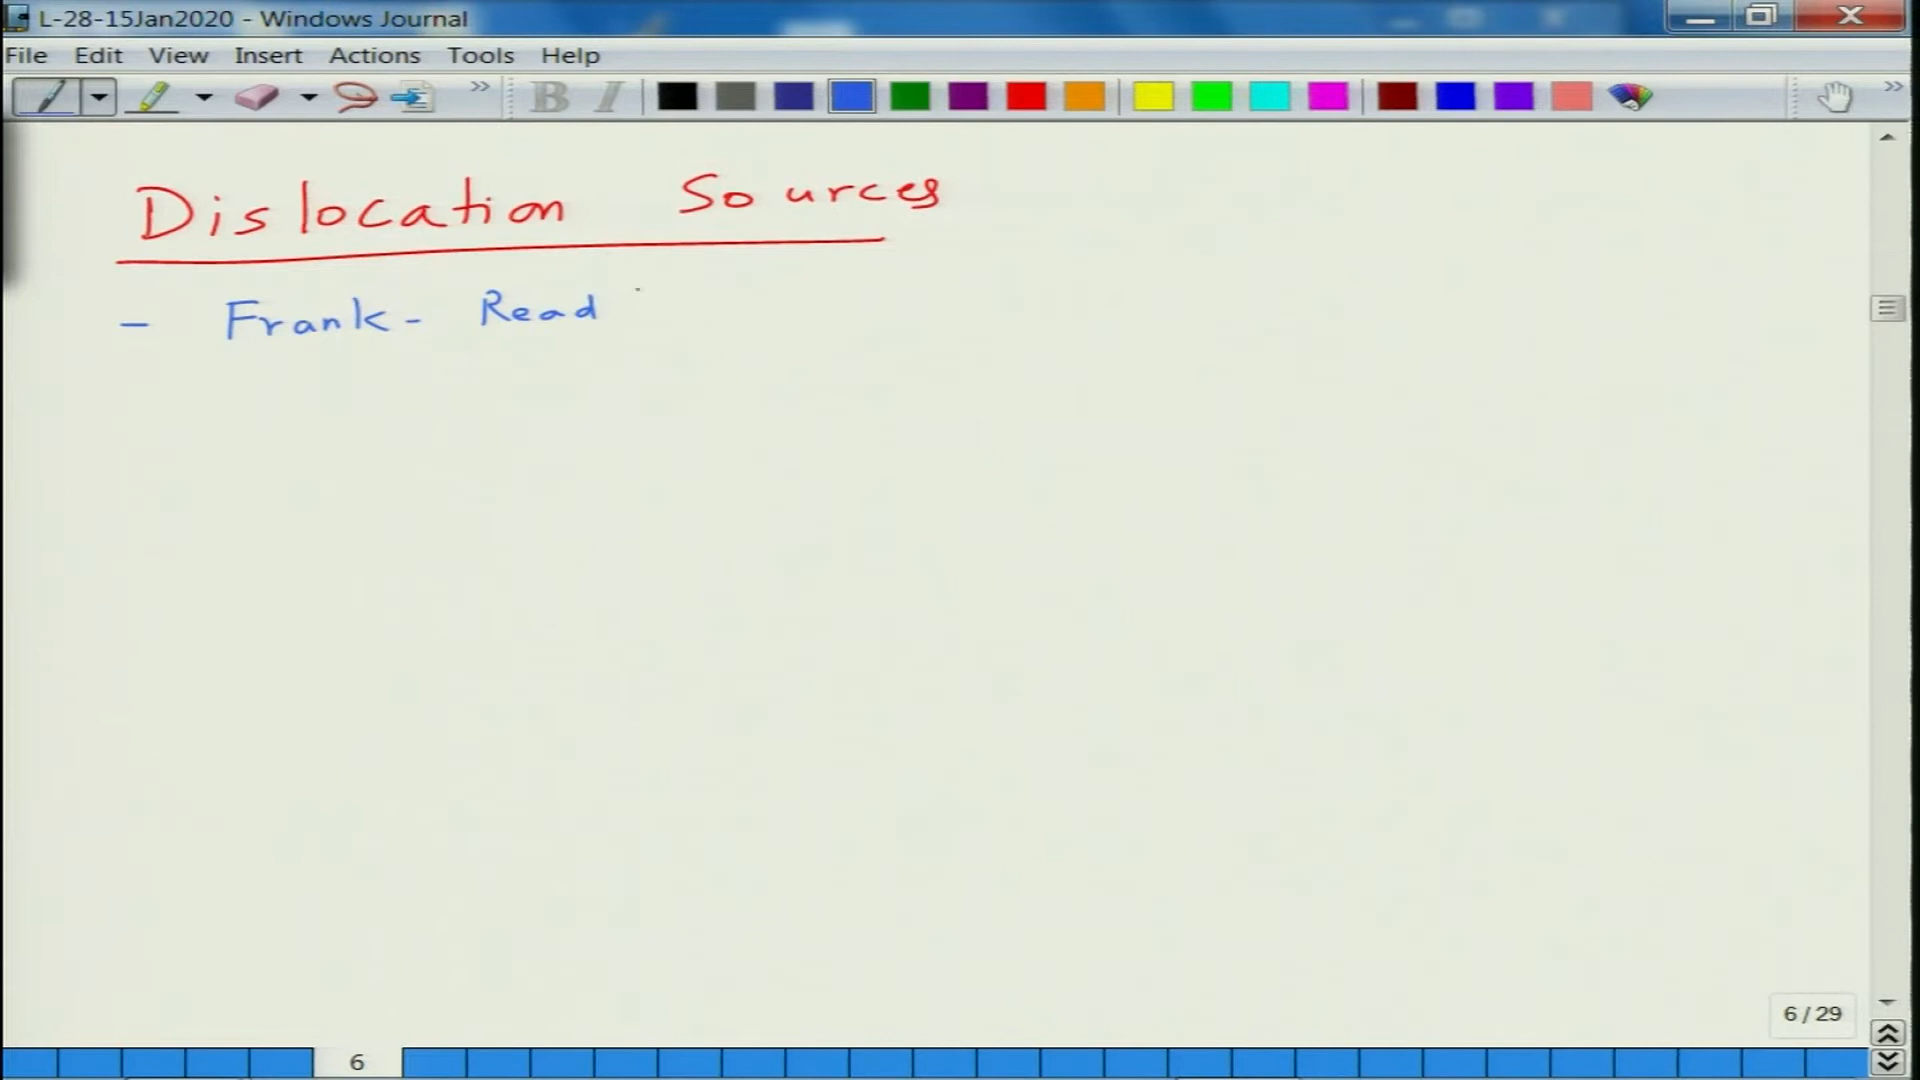 L-28-15Jan2020 - Windows Journal
File Edit View Insert Actions Tools Help
B I
Dislocation Sources
- Frank- Read
6 / 29
6